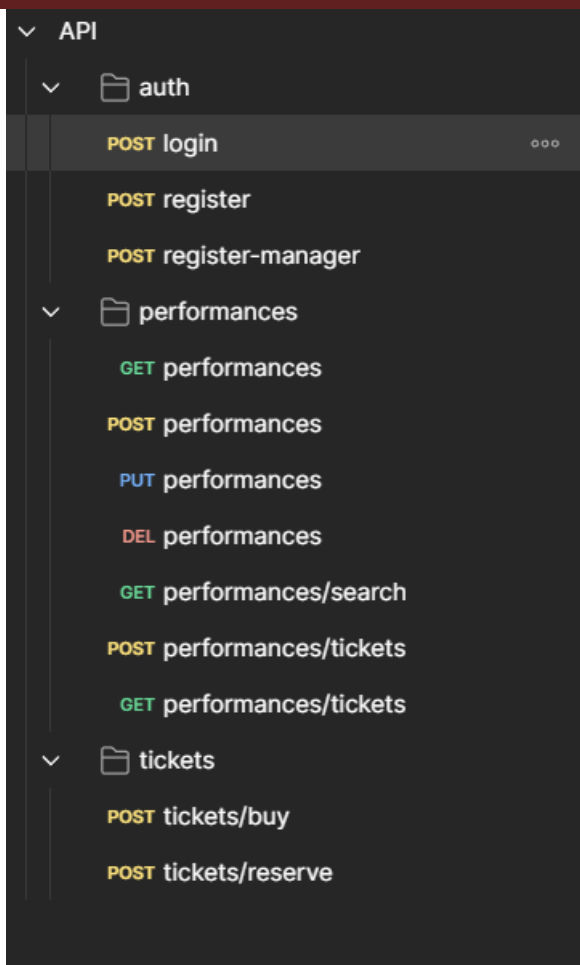 API
auth
POST login
POST register
POST register-manager
performances
GET performances
POST performances
PUT performances
DEL performances
GET performances/search
POST performances/tickets
GET performances/tickets
tickets
POST tickets/buy
POST tickets/reserve